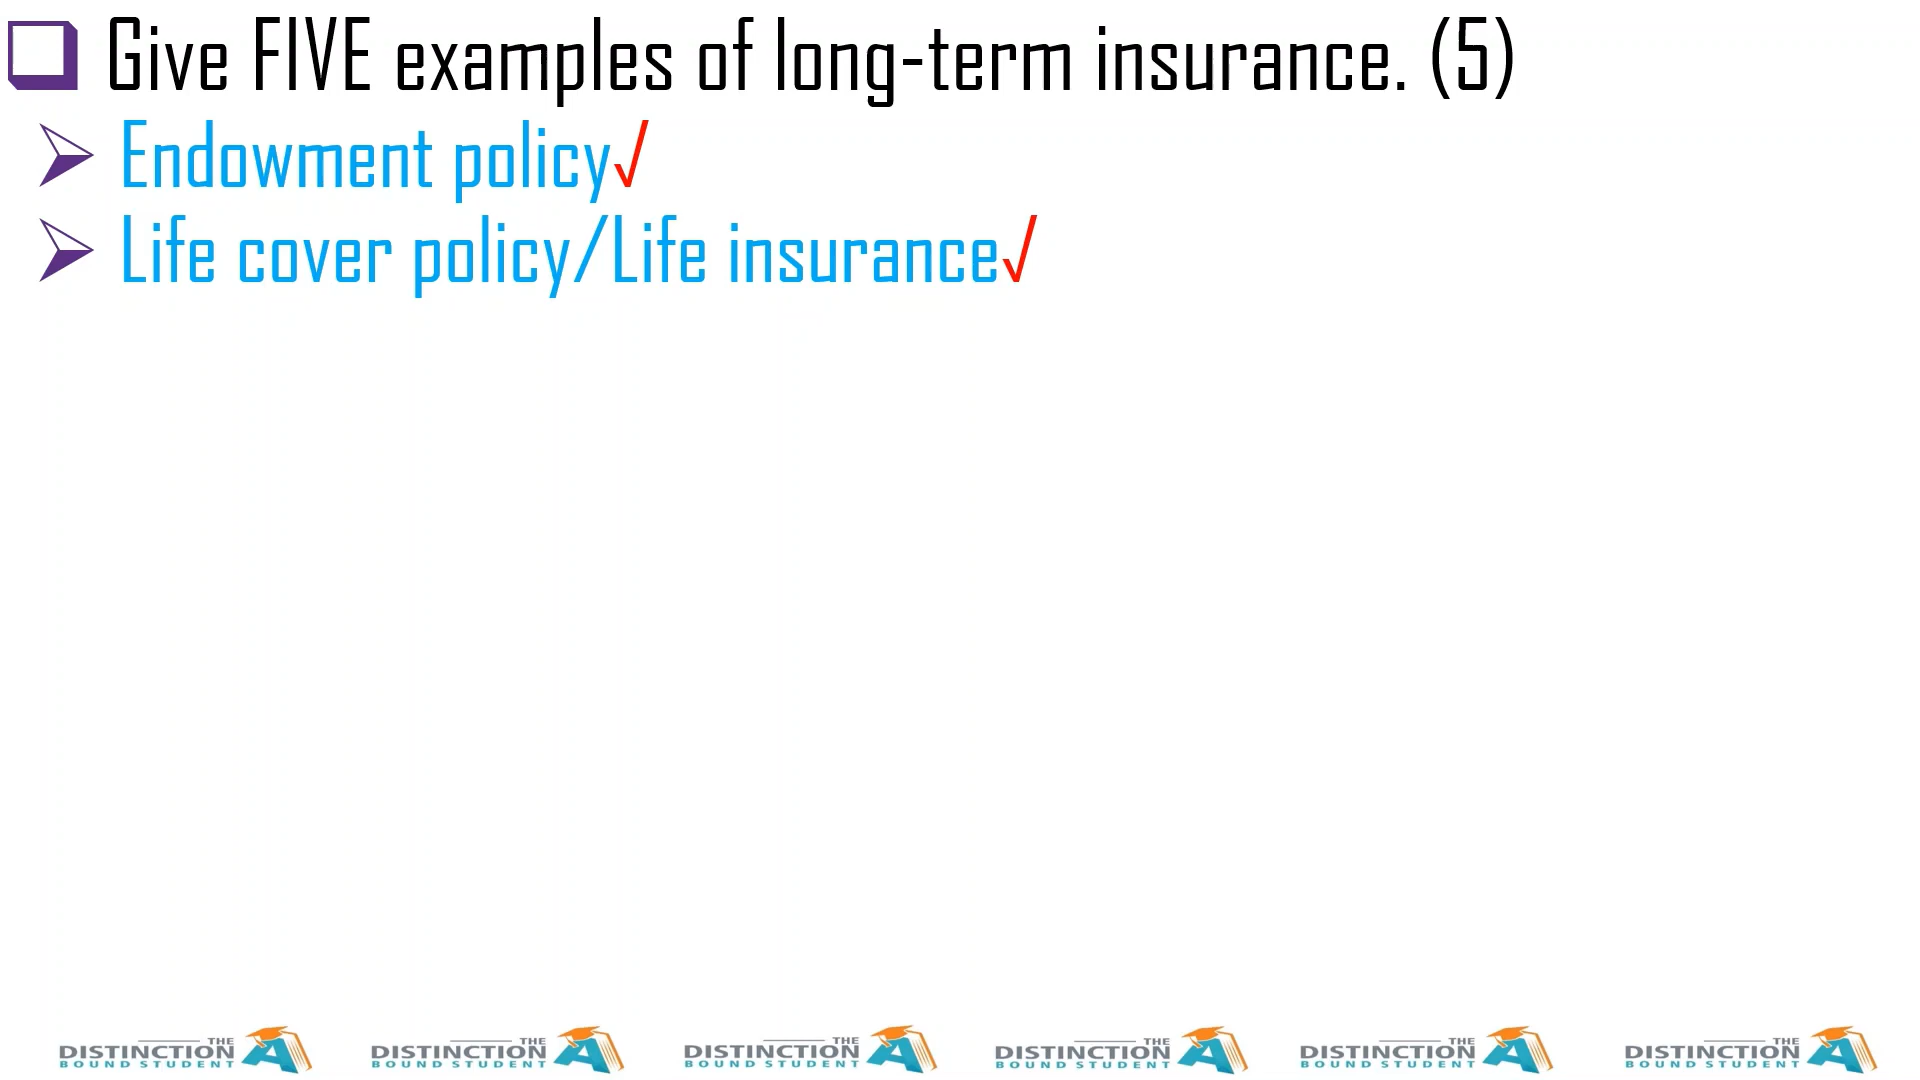 Give FIVE examples of long-term insurance. (5)
Endowment policy√
Life cover policy/Life insurance√
THE DISTINCTION BOUND STUDENT
THE DISTINCTION BOUND STUDENT
THE DISTINCTION BOUND STUDENT
THE DISTINCTION BOUND STUDENT
THE DISTINCTION BOUND STUDENT
THE DISTINCTION BOUND STUDENT